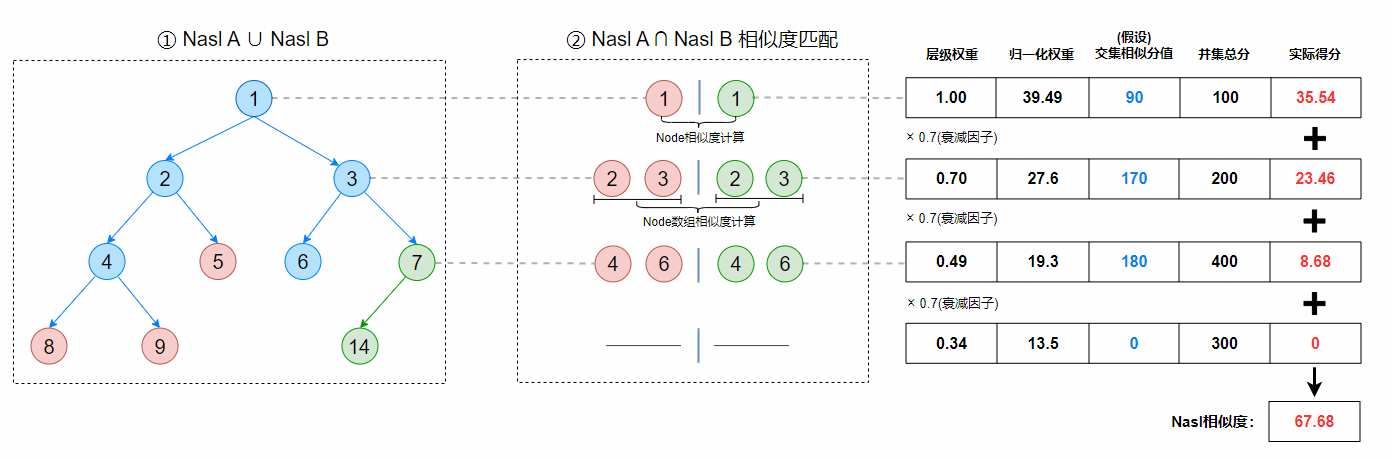 ① Nasl A ∪ Nasl B
② Nasl A ∩ Nasl B 相似度匹配
层级权重 归一化权重 (假设) 交集相似分值 并集总分 实际得分
1
1 1
1.00 39.49 90 100 35.54
Node相似度计算
× 0.7(衰减因子) +
2 3
2 3 2 3
0.70 27.6 170 200 23.46
Node数组相似度计算
× 0.7(衰减因子) +
4 5 6 7
4 6 4 6
0.49 19.3 180 400 8.68
× 0.7(衰减因子) +
8 9 14
0.34 13.5 0 300 0
Nasl相似度: 67.68